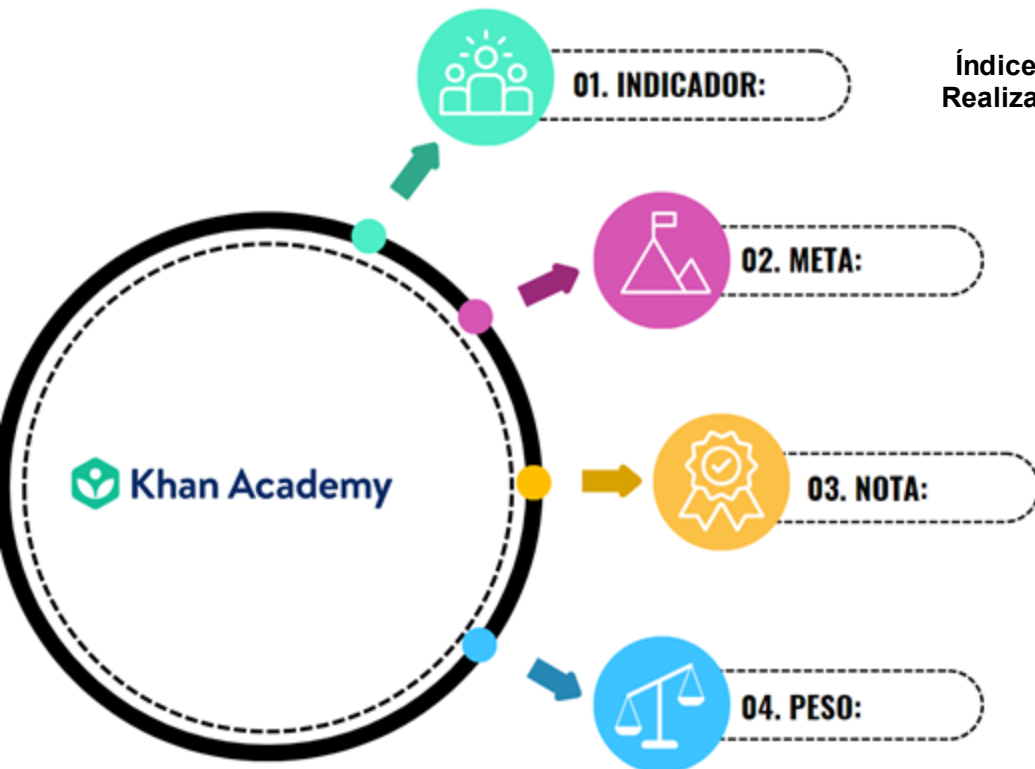 01. INDICADOR:
Índice
Realiza
02. META:
Khan Academy
03. NOTA:
04. PESO: